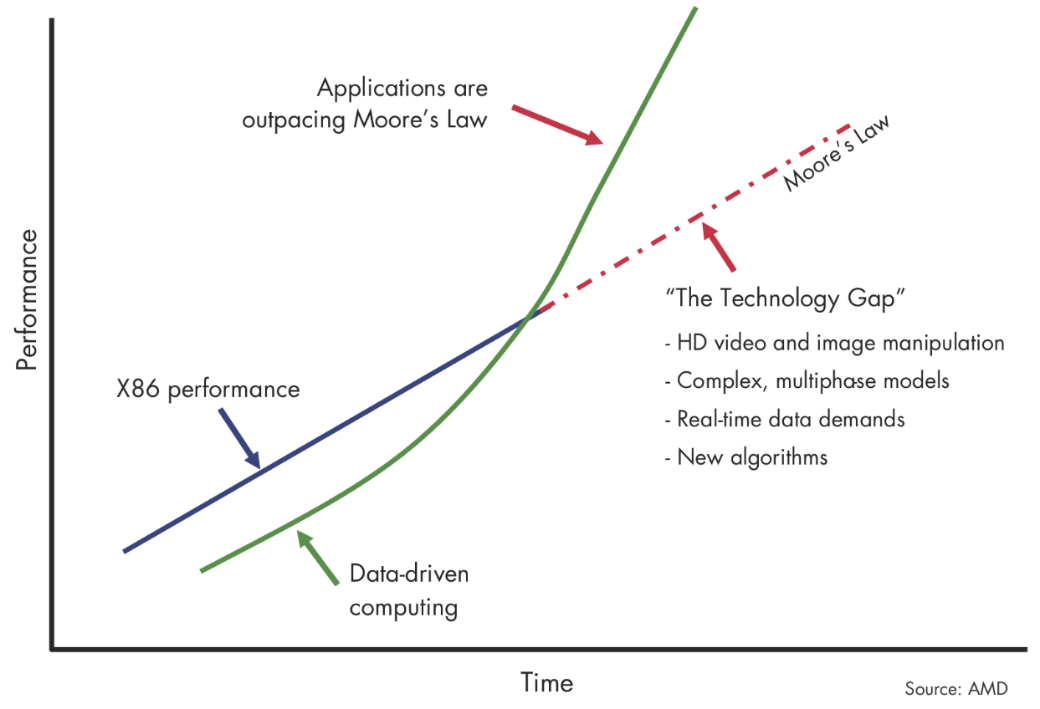 Applications are
outpacing Moore's Law
Moore's Law
Performance
"The Technology Gap"
- HD video and image manipulation
- Complex, multiphase models
- Real-time data demands
- New algorithms
X86 performance
Data-driven
computing
Time
Source: AMD